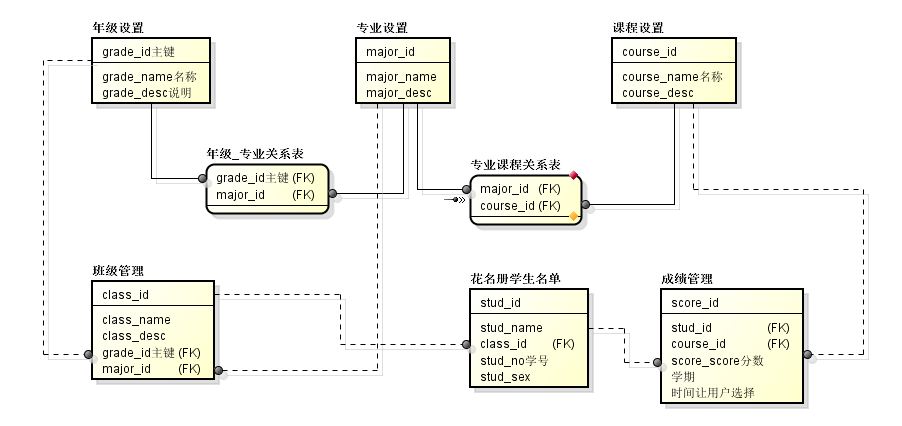 年级设置
grade_id主键
grade_name名称
grade_desc说明
专业设置
major_id
major_name
major_desc
课程设置
course_id
course_name名称
course_desc
年级_专业关系表
grade_id主键 (FK)
major_id (FK)
专业课程关系表
major_id (FK)
course_id (FK)
班级管理
class_id
class_name
class_desc
grade_id主键 (FK)
major_id (FK)
花名册学生名单
stud_id
stud_name
class_id (FK)
stud_no学号
stud_sex
成绩管理
score_id
stud_id (FK)
course_id (FK)
score_score分数
学期
时间让用户选择